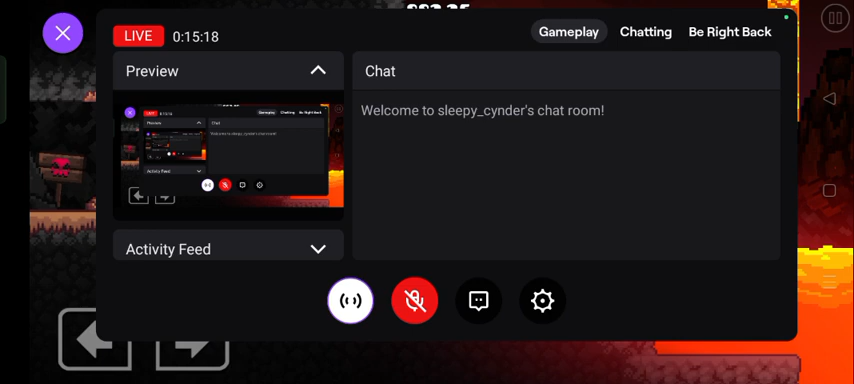 LIVE 0:15:18
Gameplay Chatting Be Right Back
Preview
Chat
Welcome to sleepy_cynder's chat room!
Activity Feed